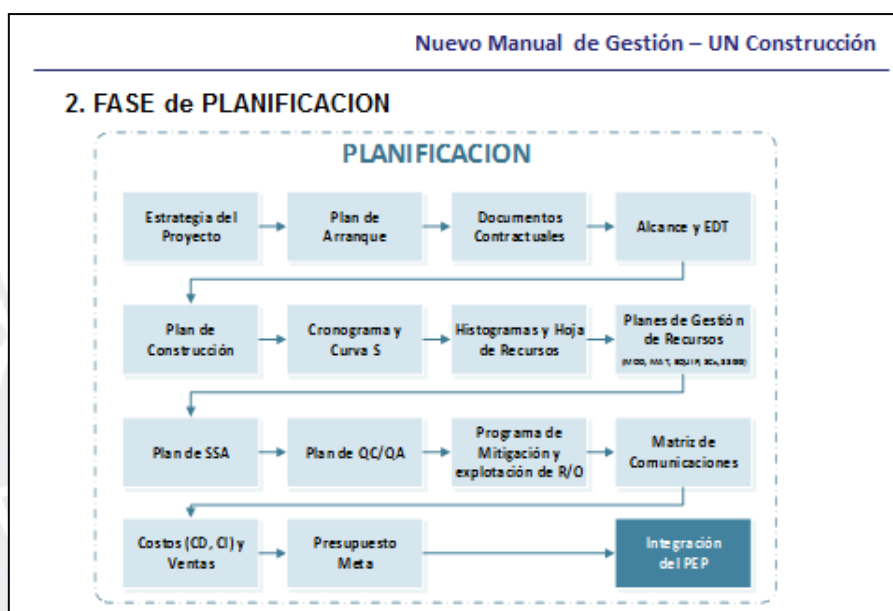 Nuevo Manual de Gestión – UN Construcción
2. FASE de PLANIFICACION
PLANIFICACION
Estrategia del
Proyecto
Plan de
Arranque
Documentos
Contractuales
Alcance y EDT
Plan de
Construcción
Cronograma y
Curva S
Histogramas y Hoja
de Recursos
Planes de Gestión
de Recursos
Plan de SSA
Plan de QC/QA
Programa de
Mitigación y
explotación de R/O
Matriz de
Comunicaciones
Costos (CD, CI) y
Ventas
Presupuesto
Meta
Integración
del PEP